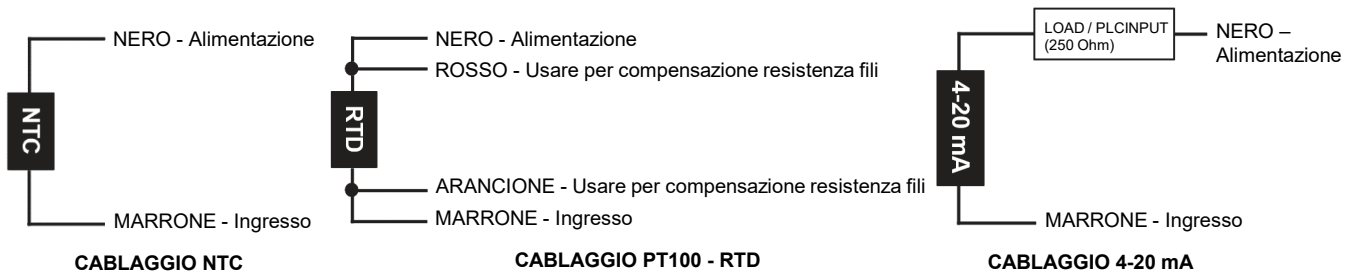 NERO - Alimentazione
NTC
MARRONE - Ingresso
CABLAGGIO NTC
NERO - Alimentazione
ROSSO - Usare per compensazione resistenza fili
RTD
ARANCIONE - Usare per compensazione resistenza fili
MARRONE - Ingresso
CABLAGGIO PT100 - RTD
LOAD / PLCINPUT
(250 Ohm)
NERO –
Alimentazione
4-20 mA
MARRONE - Ingresso
CABLAGGIO 4-20 mA